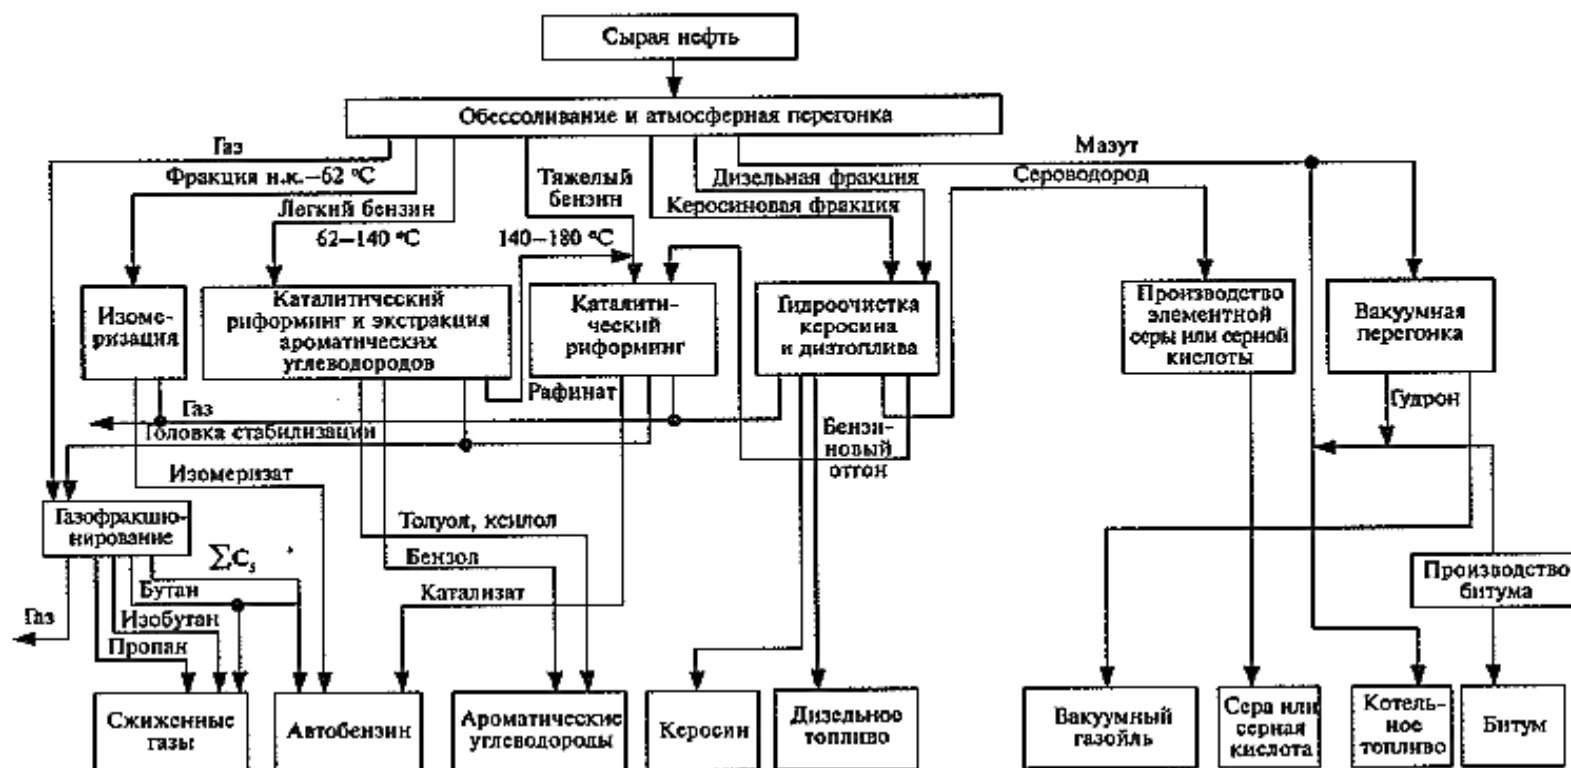 Сырая нефть
Обессоливание и атмосферная перегонка
Газ
Мазут
Фракция н.к.–62 °С
Тяжелый
бензин
Дизельная фракция
Сероводород
Легкий бензин
62–140 °С
140–180 °С
Керосиновая фракция
Изоме-
ризация
Каталитический
риформинг и экстракция
ароматических
углеводородов
Каталити-
ческий
риформинг
Гидроочистка
керосина
и дизтоплива
Производство
элементной
серы или серной
кислоты
Вакуумная
перегонка
Рафинат
Газ
Головка стабилизации
Бензи-
новый
отгон
Гудрон
Изомеризат
Газофракцио-
нирование
Толуол, ксилол
ΣС₅
Бензол
Бутан
Катализат
Производство
битума
Газ
Изобутан
Пропан
Сжиженные
газы
Автобензин
Ароматические
углеводороды
Керосин
Дизельное
топливо
Вакуумный
газойль
Сера или
серная
кислота
Котель-
ное
топливо
Битум